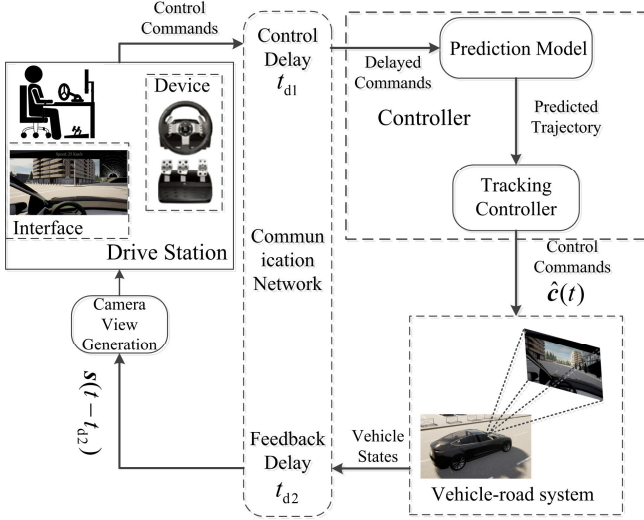 Control
Commands
Device
Interface
Drive Station
Camera
View
Generation
s(t − t_d2)
Control
Delay
t_d1
Commun
ication
Network
Feedback
Delay
t_d2
Delayed
Commands
Prediction Model
Controller
Predicted
Trajectory
Tracking
Controller
Control
Commands
ĉ(t)
Vehicle
States
Vehicle-road system